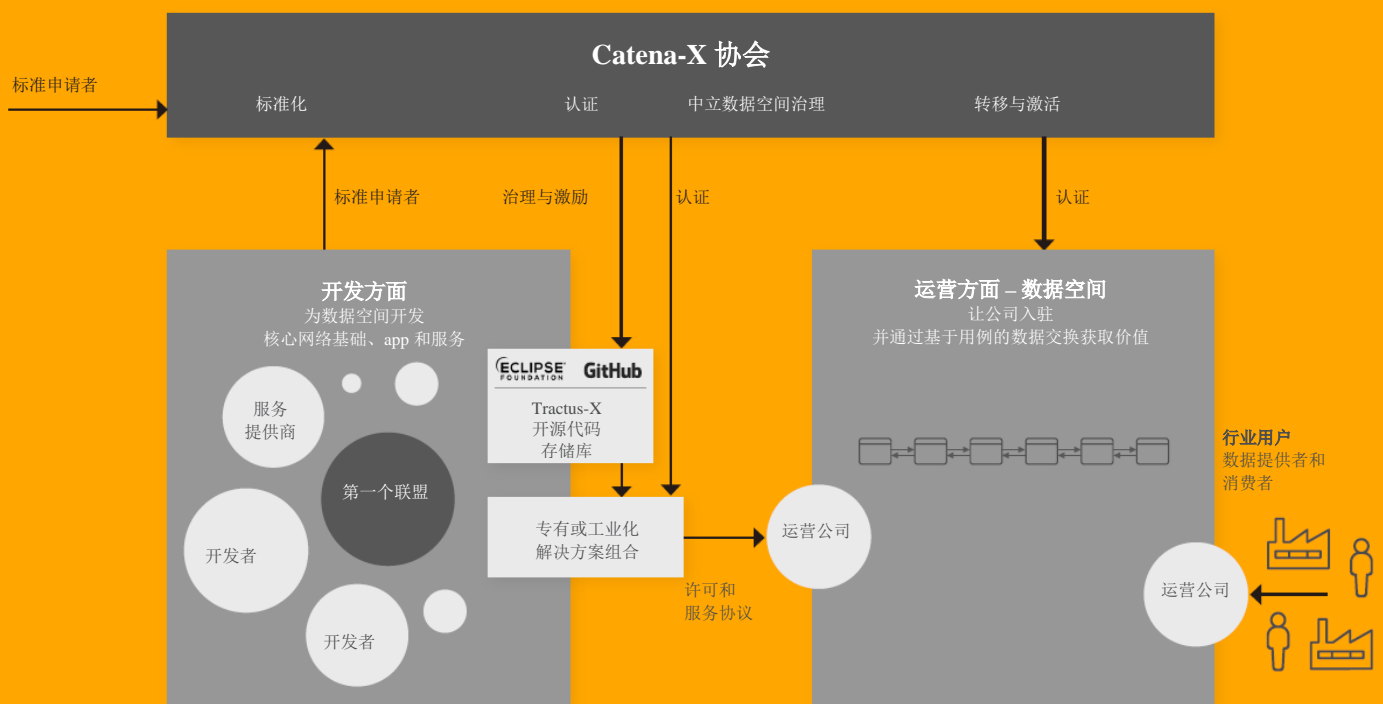 Catena-X 协会
标准申请者
标准化
认证
中立数据空间治理
转移与激活
标准申请者
治理与激励
认证
认证
开发方面
为数据空间开发
核心网络基础、app 和服务
服务
提供商
第一个联盟
开发者
开发者
ECLIPSE
FOUNDATION
GitHub
Tractus-X
开源代码
存储库
专有或工业化
解决方案组合
许可和
服务协议
运营方面 – 数据空间
让公司入驻
并通过基于用例的数据交换获取价值
运营公司
行业用户
数据提供者和
消费者
运营公司